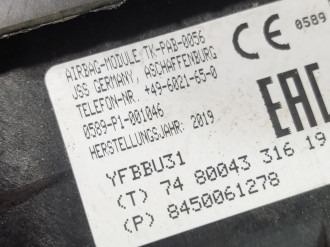 AIRBAG-MODULE TK-PAB-0056
JSS GERMANY, ASCHAFFENBURG
TELEFON-NR. +49-6021-65-0
0589-P1-001046
HERSTELLUNGSJAHR: 2019
CE 0589
EAC
YFBBU31
(T) 74 80043 316 19
(P) 8450061278